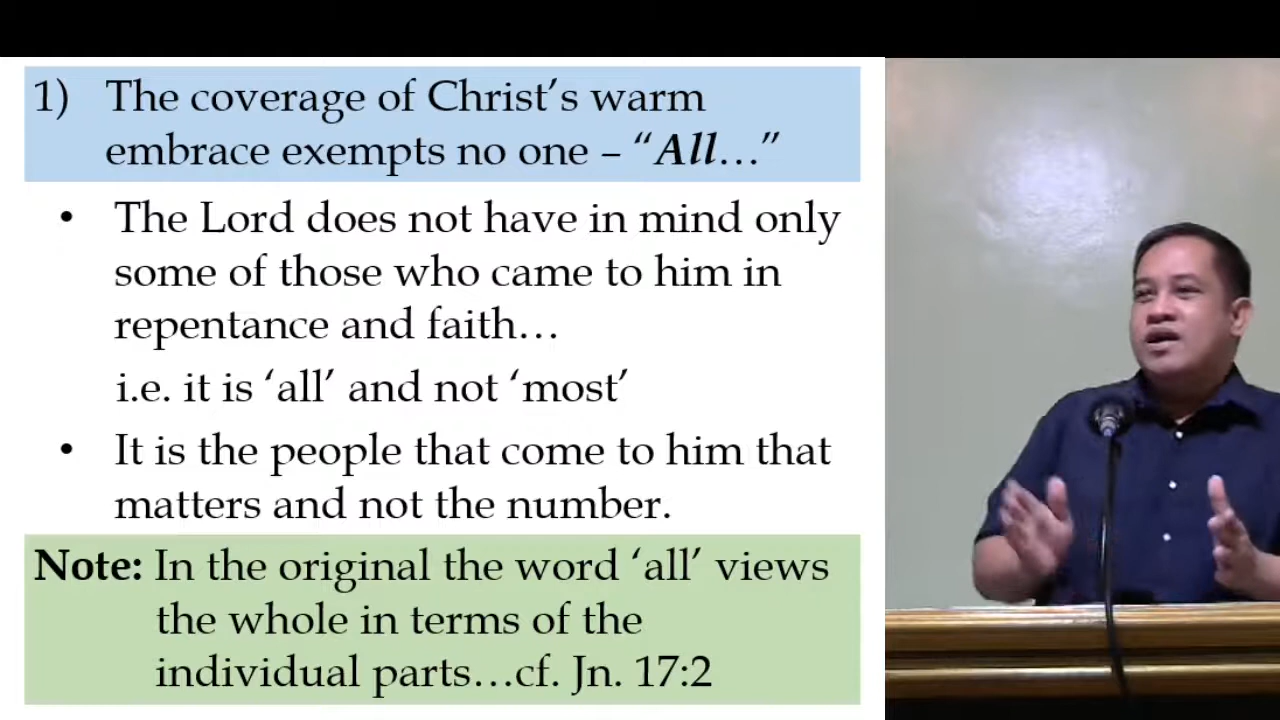 1) The coverage of Christ’s warm
embrace exempts no one – “All…”
• The Lord does not have in mind only
some of those who came to him in
repentance and faith…
i.e. it is ‘all’ and not ‘most’
• It is the people that come to him that
matters and not the number.
Note: In the original the word ‘all’ views
the whole in terms of the
individual parts…cf. Jn. 17:2